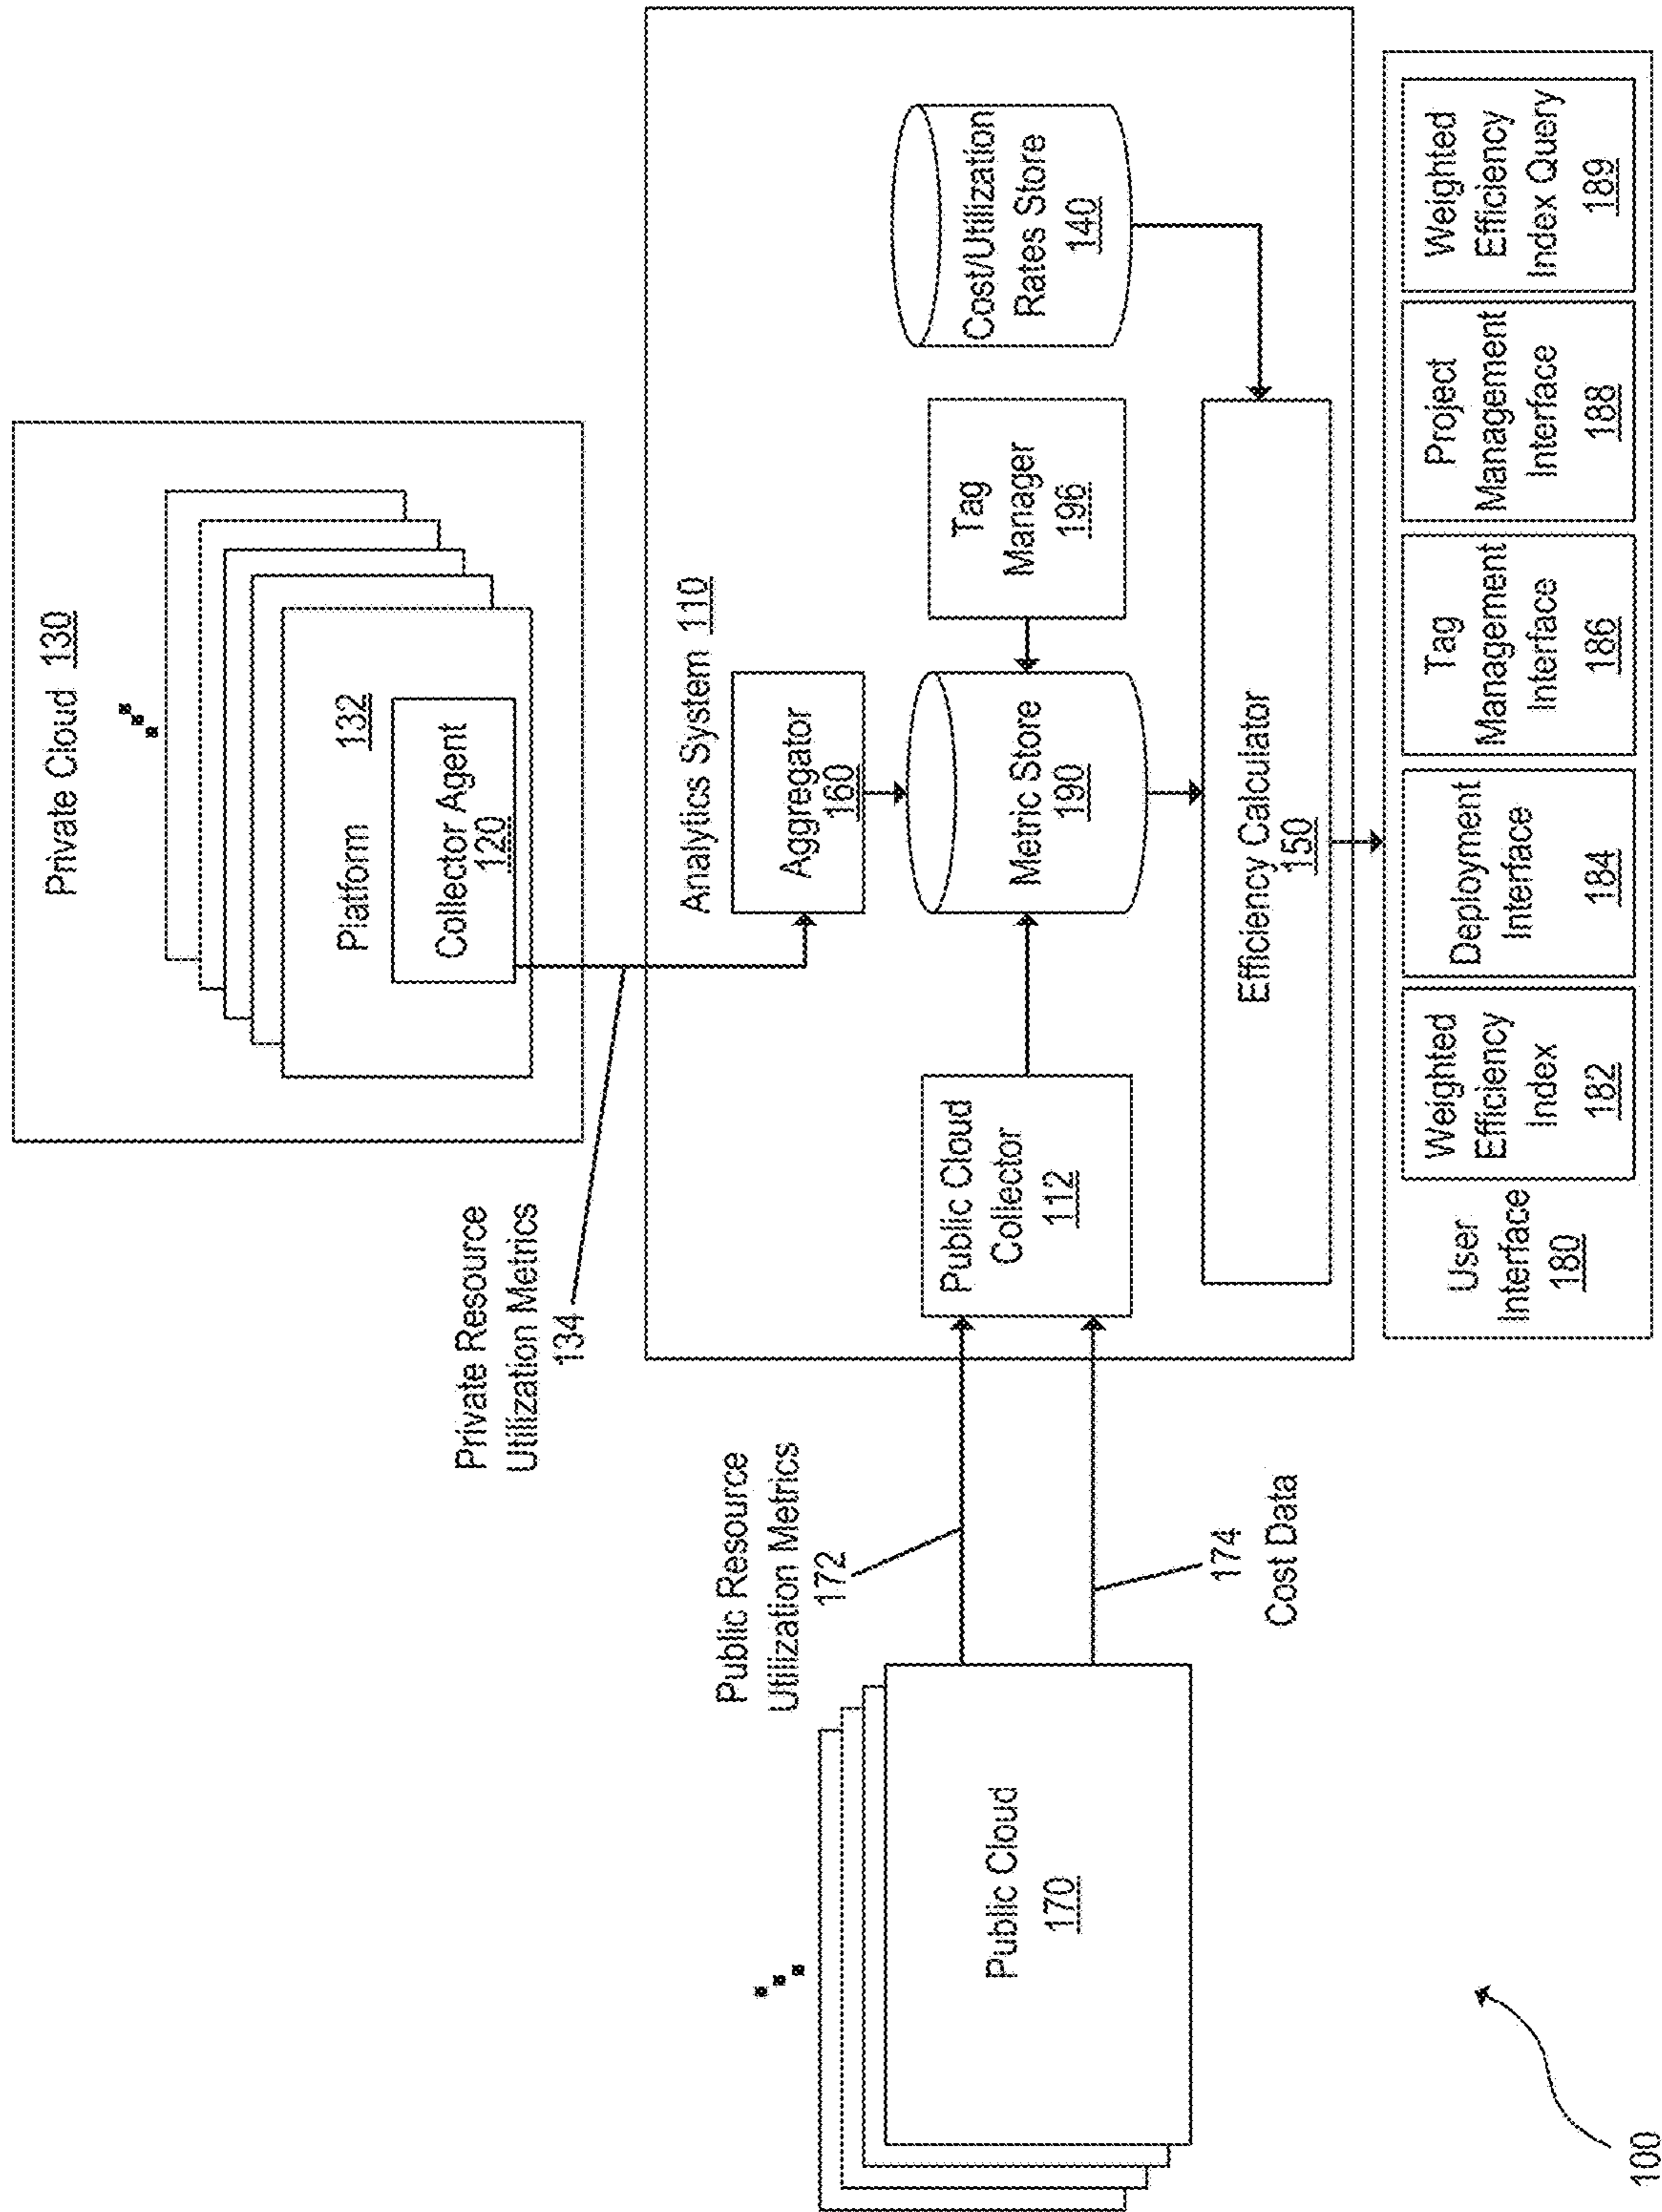 Private Cloud 130
Platform 132
Collector Agent
120
Private Resource
Utilization Metrics
134
Analytics System 110
Aggregator
160
Public Resource
Utilization Metrics
172
Public Cloud
170
174
Cost Data
Public Cloud
Collector
112
Metric Store
190
Tag
Manager
196
Cost/Utilization
Rates Store
140
Efficiency Calculator
150
User
Interface
180
Weighted
Efficiency
Index
182
Deployment
Interface
184
Tag
Management
Interface
186
Project
Management
Interface
188
Weighted
Efficiency
Index Query
189
100